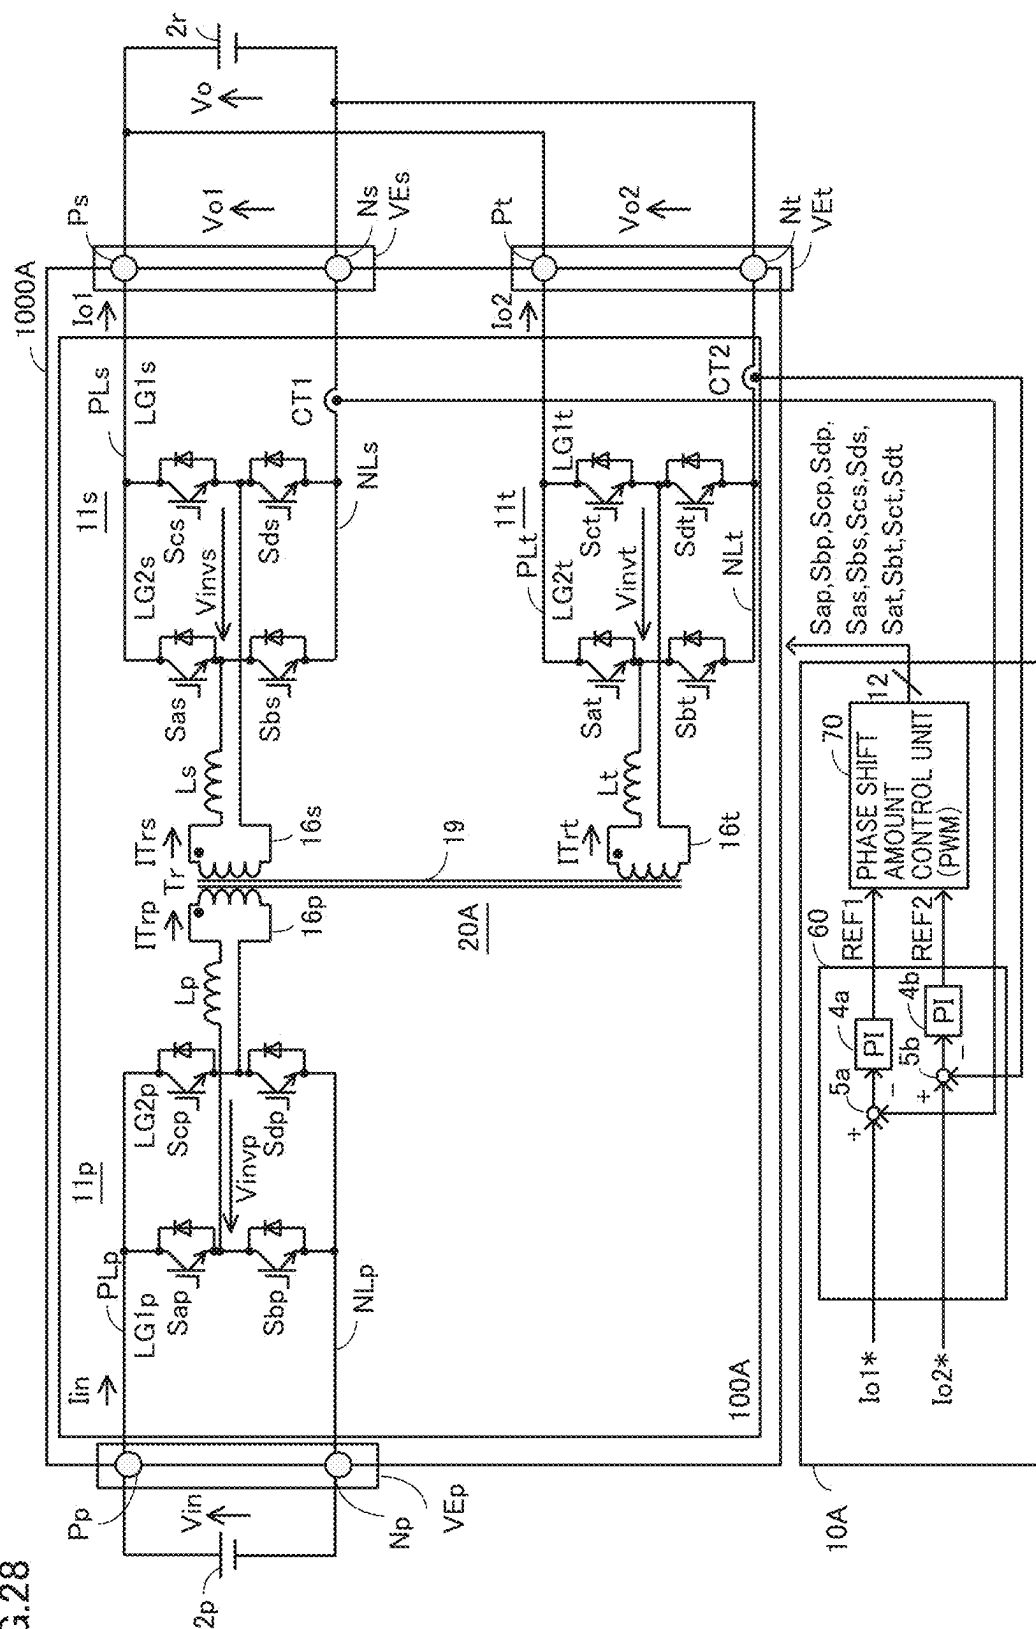 G.28
2p
Vin
Pp
Np
VEp
Iin
PLp
LG1p
11p
LG2p
Sap
Scp
Vinvp
Sbp
Sdp
NLp
Lp
ITrp
Tr
ITrs
16p
16s
19
20A
Ls
11s
PLs
LG2s
LG1s
Sas
Scs
Vinvs
Sbs
Sds
NLs
CT1
Io1
1000A
Ps
Vo1
Ns
VEs
Vo
2r
ITrt
16t
Lt
PLt
11t
LG2t
LG1t
Sat
Sct
Vinvt
Sbt
Sdt
NLt
CT2
Io2
Pt
Vo2
Nt
VEt
100A
10A
Io1*
Io2*
60
5a
5b
+
−
+
−
4a
PI
4b
PI
REF1
REF2
70
PHASE SHIFT
AMOUNT
CONTROL UNIT
(PWM)
12
Sap,Sbp,Scp,Sdp,
Sas,Sbs,Scs,Sds,
Sat,Sbt,Sct,Sdt